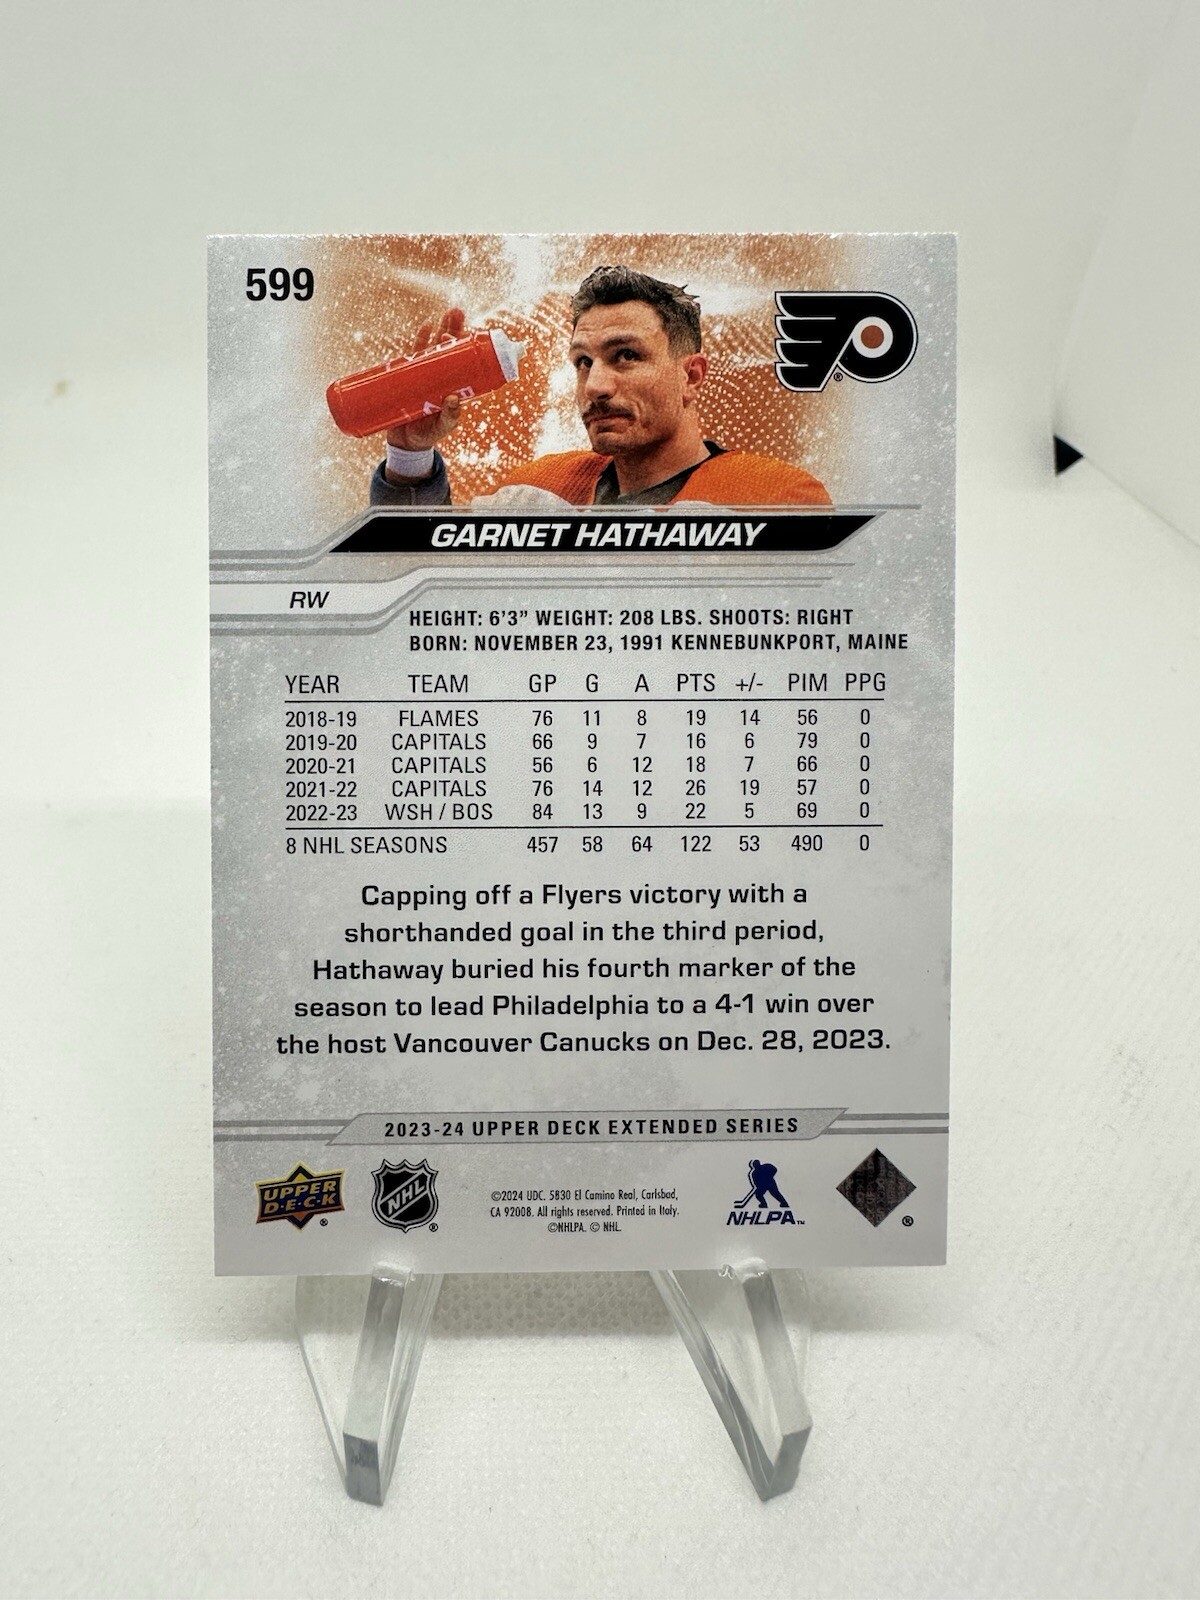 599
GARNET HATHAWAY
RW
HEIGHT: 6'3" WEIGHT: 208 LBS. SHOOTS: RIGHT
BORN: NOVEMBER 23, 1991 KENNEBUNKPORT, MAINE
YEAR TEAM GP G A PTS +/- PIM PPG
2018-19 FLAMES 76 11 8 19 14 56 0
2019-20 CAPITALS 66 9 7 16 6 79 0
2020-21 CAPITALS 56 6 12 18 7 66 0
2021-22 CAPITALS 76 14 12 26 19 57 0
2022-23 WSH / BOS 84 13 9 22 5 69 0
8 NHL SEASONS 457 58 64 122 53 490 0
Capping off a Flyers victory with a
shorthanded goal in the third period,
Hathaway buried his fourth marker of the
season to lead Philadelphia to a 4-1 win over
the host Vancouver Canucks on Dec. 28, 2023.
2023-24 UPPER DECK EXTENDED SERIES
UPPER
D·E·C·K ®
NHL ®
©2024 UDC. 5830 El Camino Real, Carlsbad,
CA 92008. All rights reserved. Printed in Italy.
©NHLPA. © NHL.
NHLPA™
®